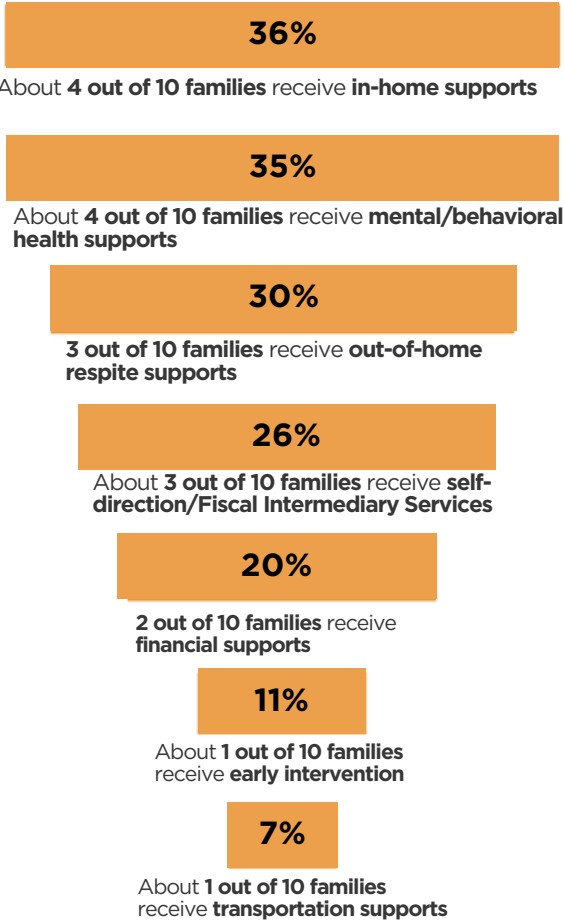 36%
About 4 out of 10 families receive in-home supports
35%
About 4 out of 10 families receive mental/behavioral
health supports
30%
3 out of 10 families receive out-of-home
respite supports
26%
About 3 out of 10 families receive self-
direction/Fiscal Intermediary Services
20%
2 out of 10 families receive
financial supports
11%
About 1 out of 10 families
receive early intervention
7%
About 1 out of 10 families
receive transportation supports